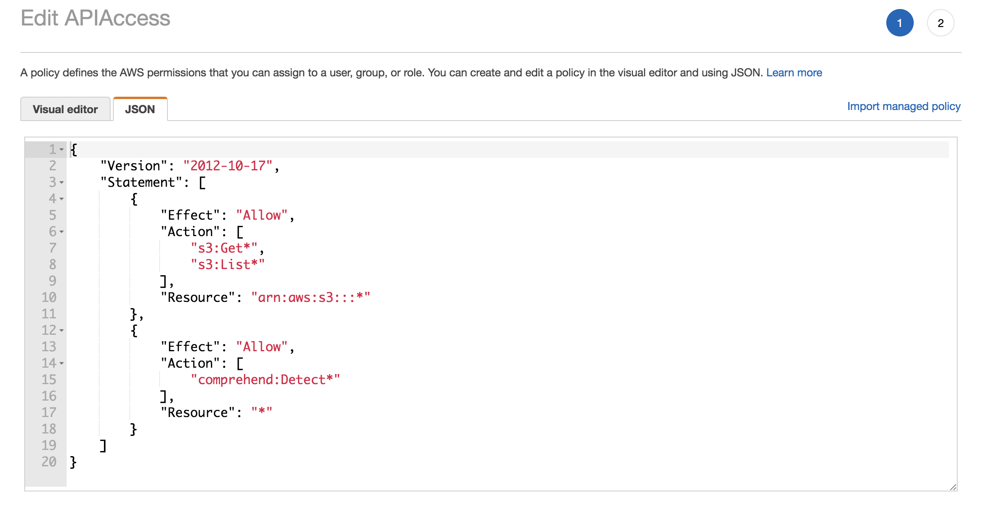 Edit APIAccess
1 2
A policy defines the AWS permissions that you can assign to a user, group, or role. You can create and edit a policy in the visual editor and using JSON. Learn more
Visual editor JSON Import managed policy
1 {
2     "Version": "2012-10-17",
3     "Statement": [
4         {
5             "Effect": "Allow",
6             "Action": [
7                 "s3:Get*",
8                 "s3:List*"
9             ],
10             "Resource": "arn:aws:s3:::*"
11         },
12         {
13             "Effect": "Allow",
14             "Action": [
15                 "comprehend:Detect*"
16             ],
17             "Resource": "*"
18         }
19     ]
20 }